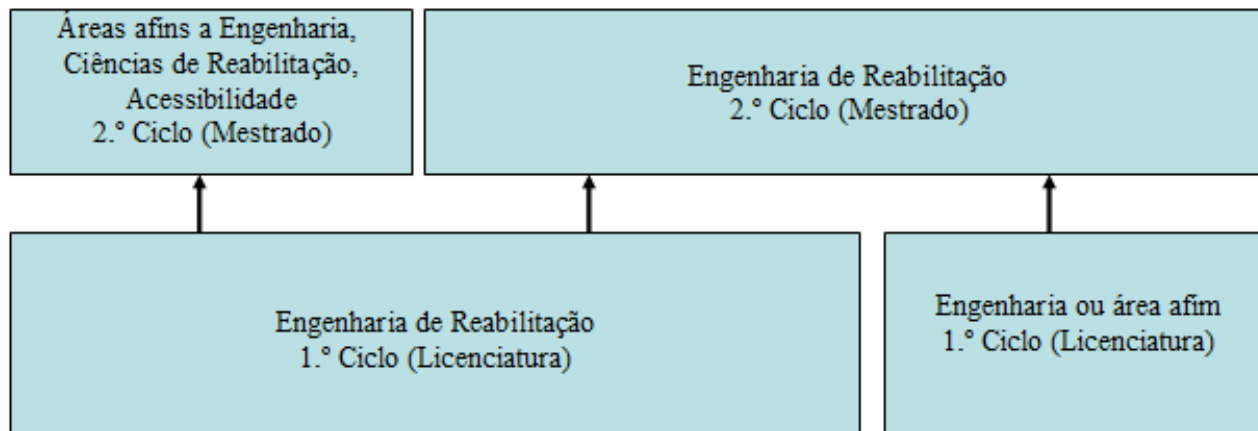 Áreas afins a Engenharia,
Ciências de Reabilitação,
Acessibilidade
2.º Ciclo (Mestrado)
Engenharia de Reabilitação
2.º Ciclo (Mestrado)
Engenharia de Reabilitação
1.º Ciclo (Licenciatura)
Engenharia ou área afim
1.º Ciclo (Licenciatura)